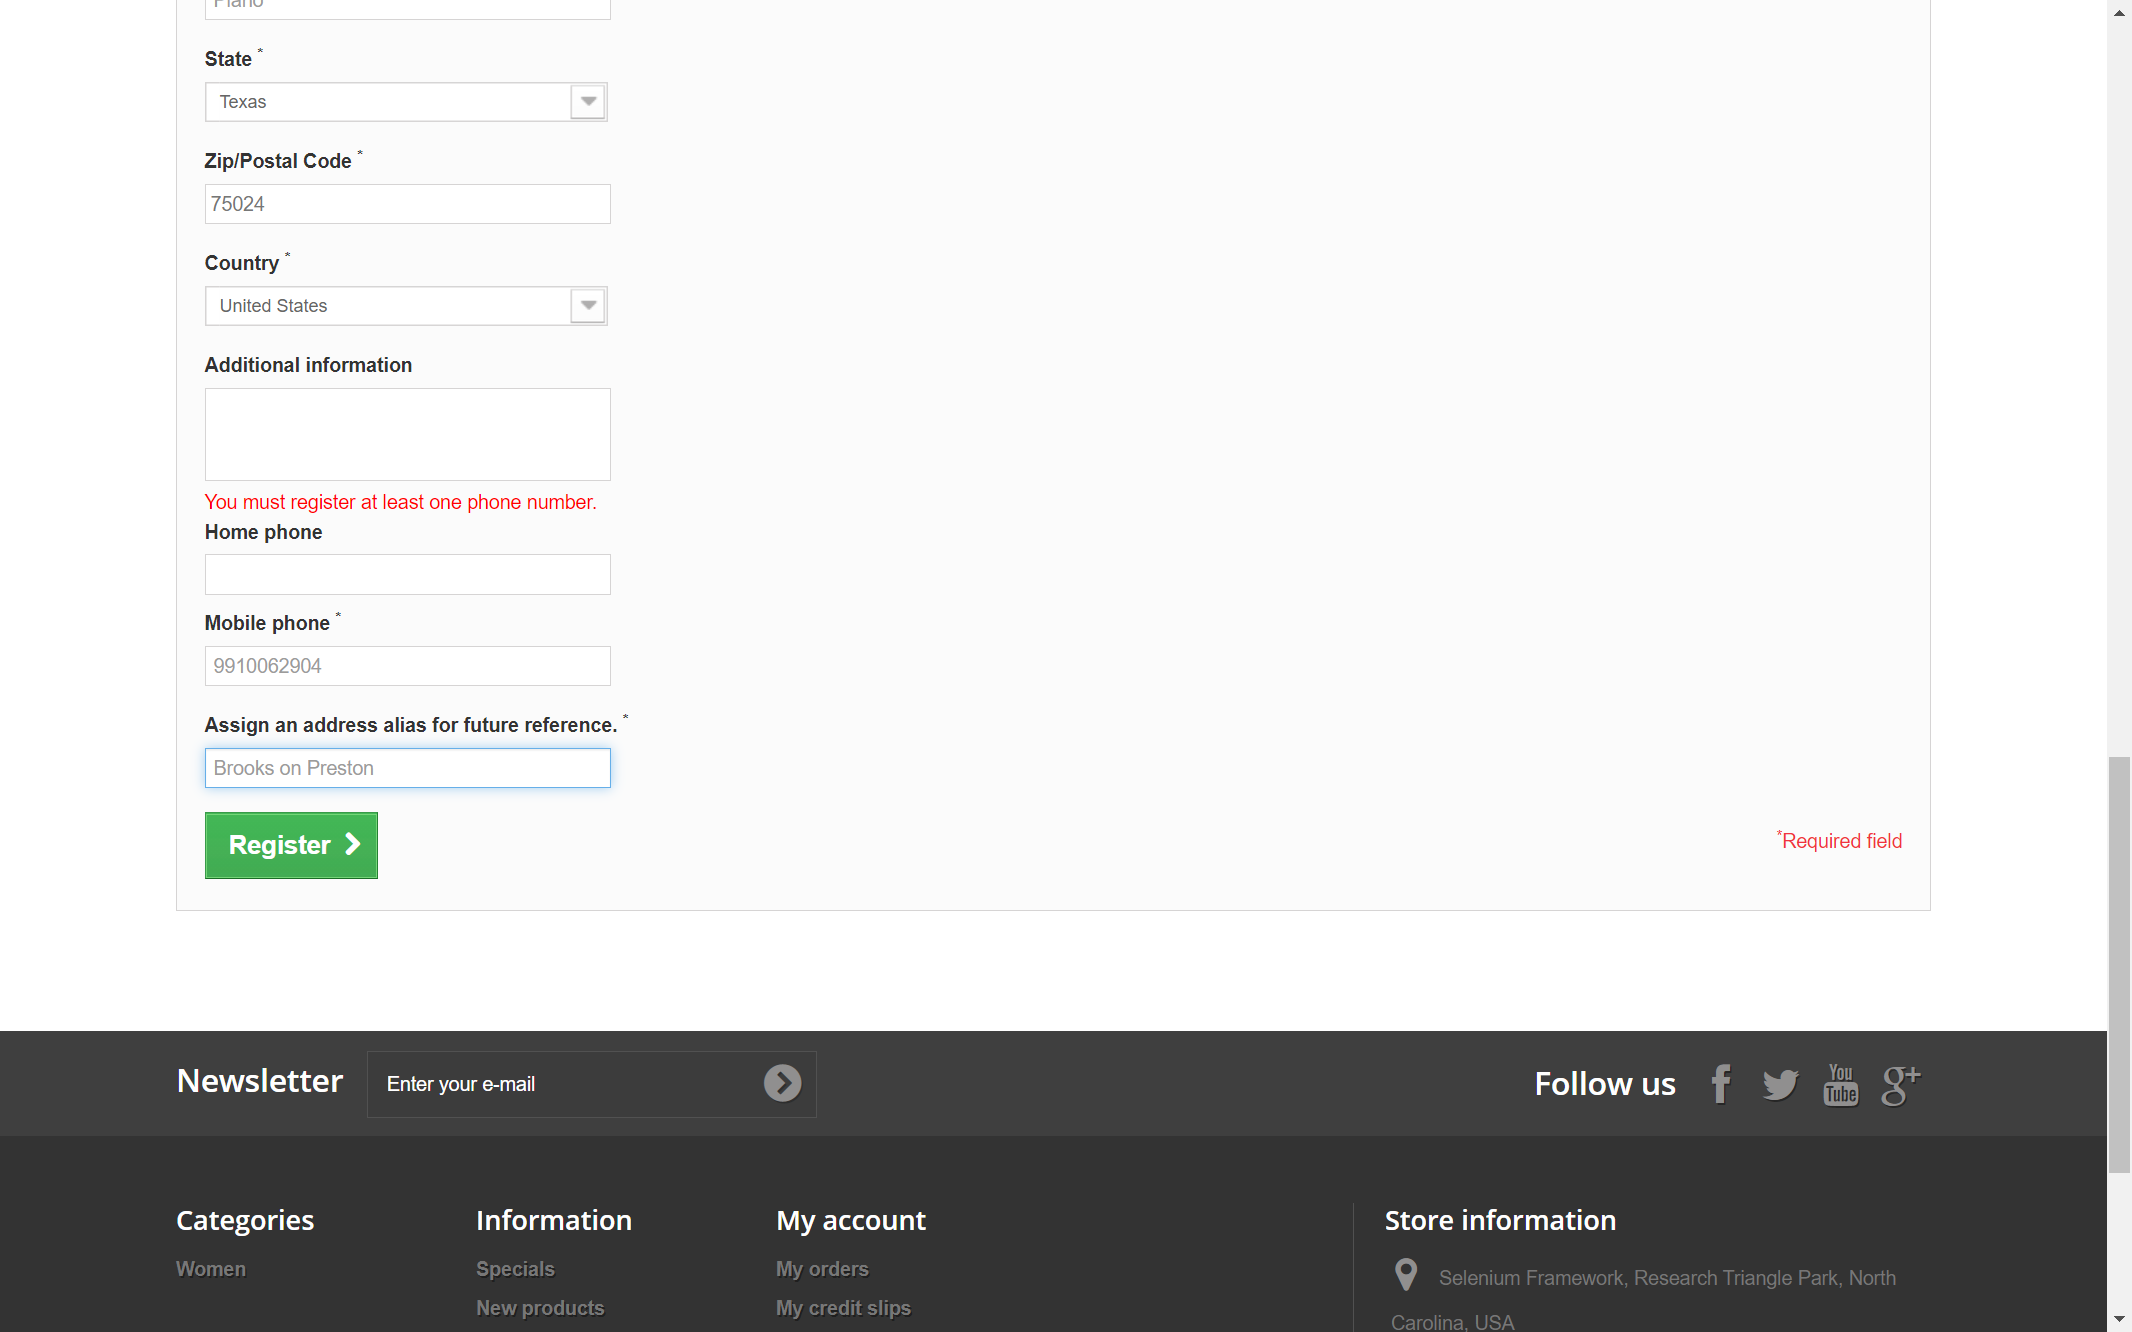 Plano
State *
Texas
Zip/Postal Code *
75024
Country *
United States
Additional information
You must register at least one phone number.
Home phone
Mobile phone *
9910062904
Assign an address alias for future reference. *
Brooks on Preston
Register
*Required field
Newsletter
Enter your e-mail
Follow us
f
You
Tube
g+
Categories
Information
My account
Store information
Women
Specials
My orders
Selenium Framework, Research Triangle Park, North
New products
My credit slips
Carolina, USA